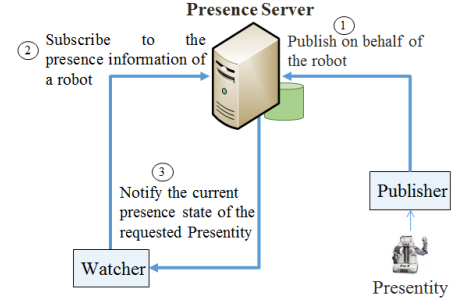 Presence Server
1
Publish on behalf of
the robot
2
Subscribe to the
presence information of
a robot
3
Notify the current
presence state of the
requested Presentity
Publisher
Watcher
Presentity